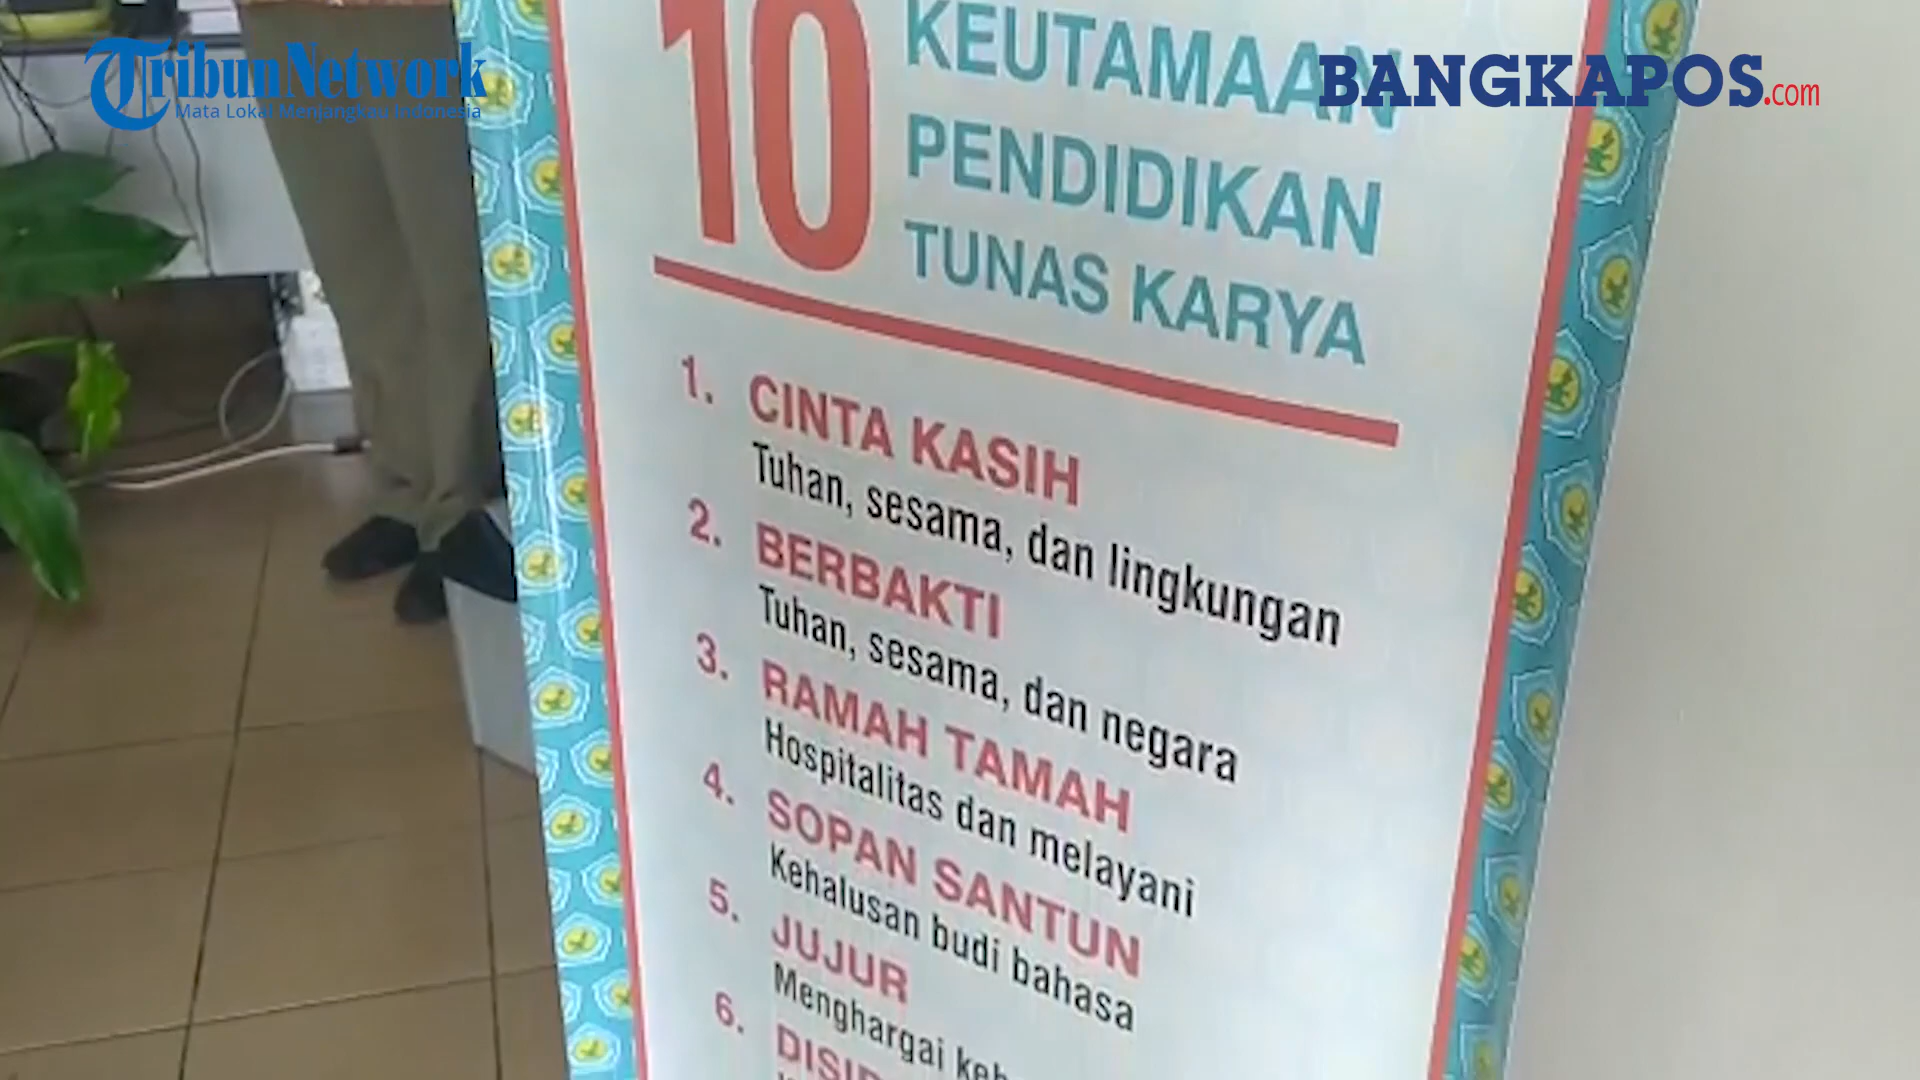 TribunNetwork
Mata Lokal Menjangkau Indonesia
BANGKAPOS.com
10 KEUTAMAAN
PENDIDIKAN
TUNAS KARYA
1. CINTA KASIH
Tuhan, sesama, dan lingkungan
2. BERBAKTI
Tuhan, sesama, dan negara
3. RAMAH TAMAH
Hospitalitas dan melayani
4. SOPAN SANTUN
Kehalusan budi bahasa
5. JUJUR
Menghargai
6.